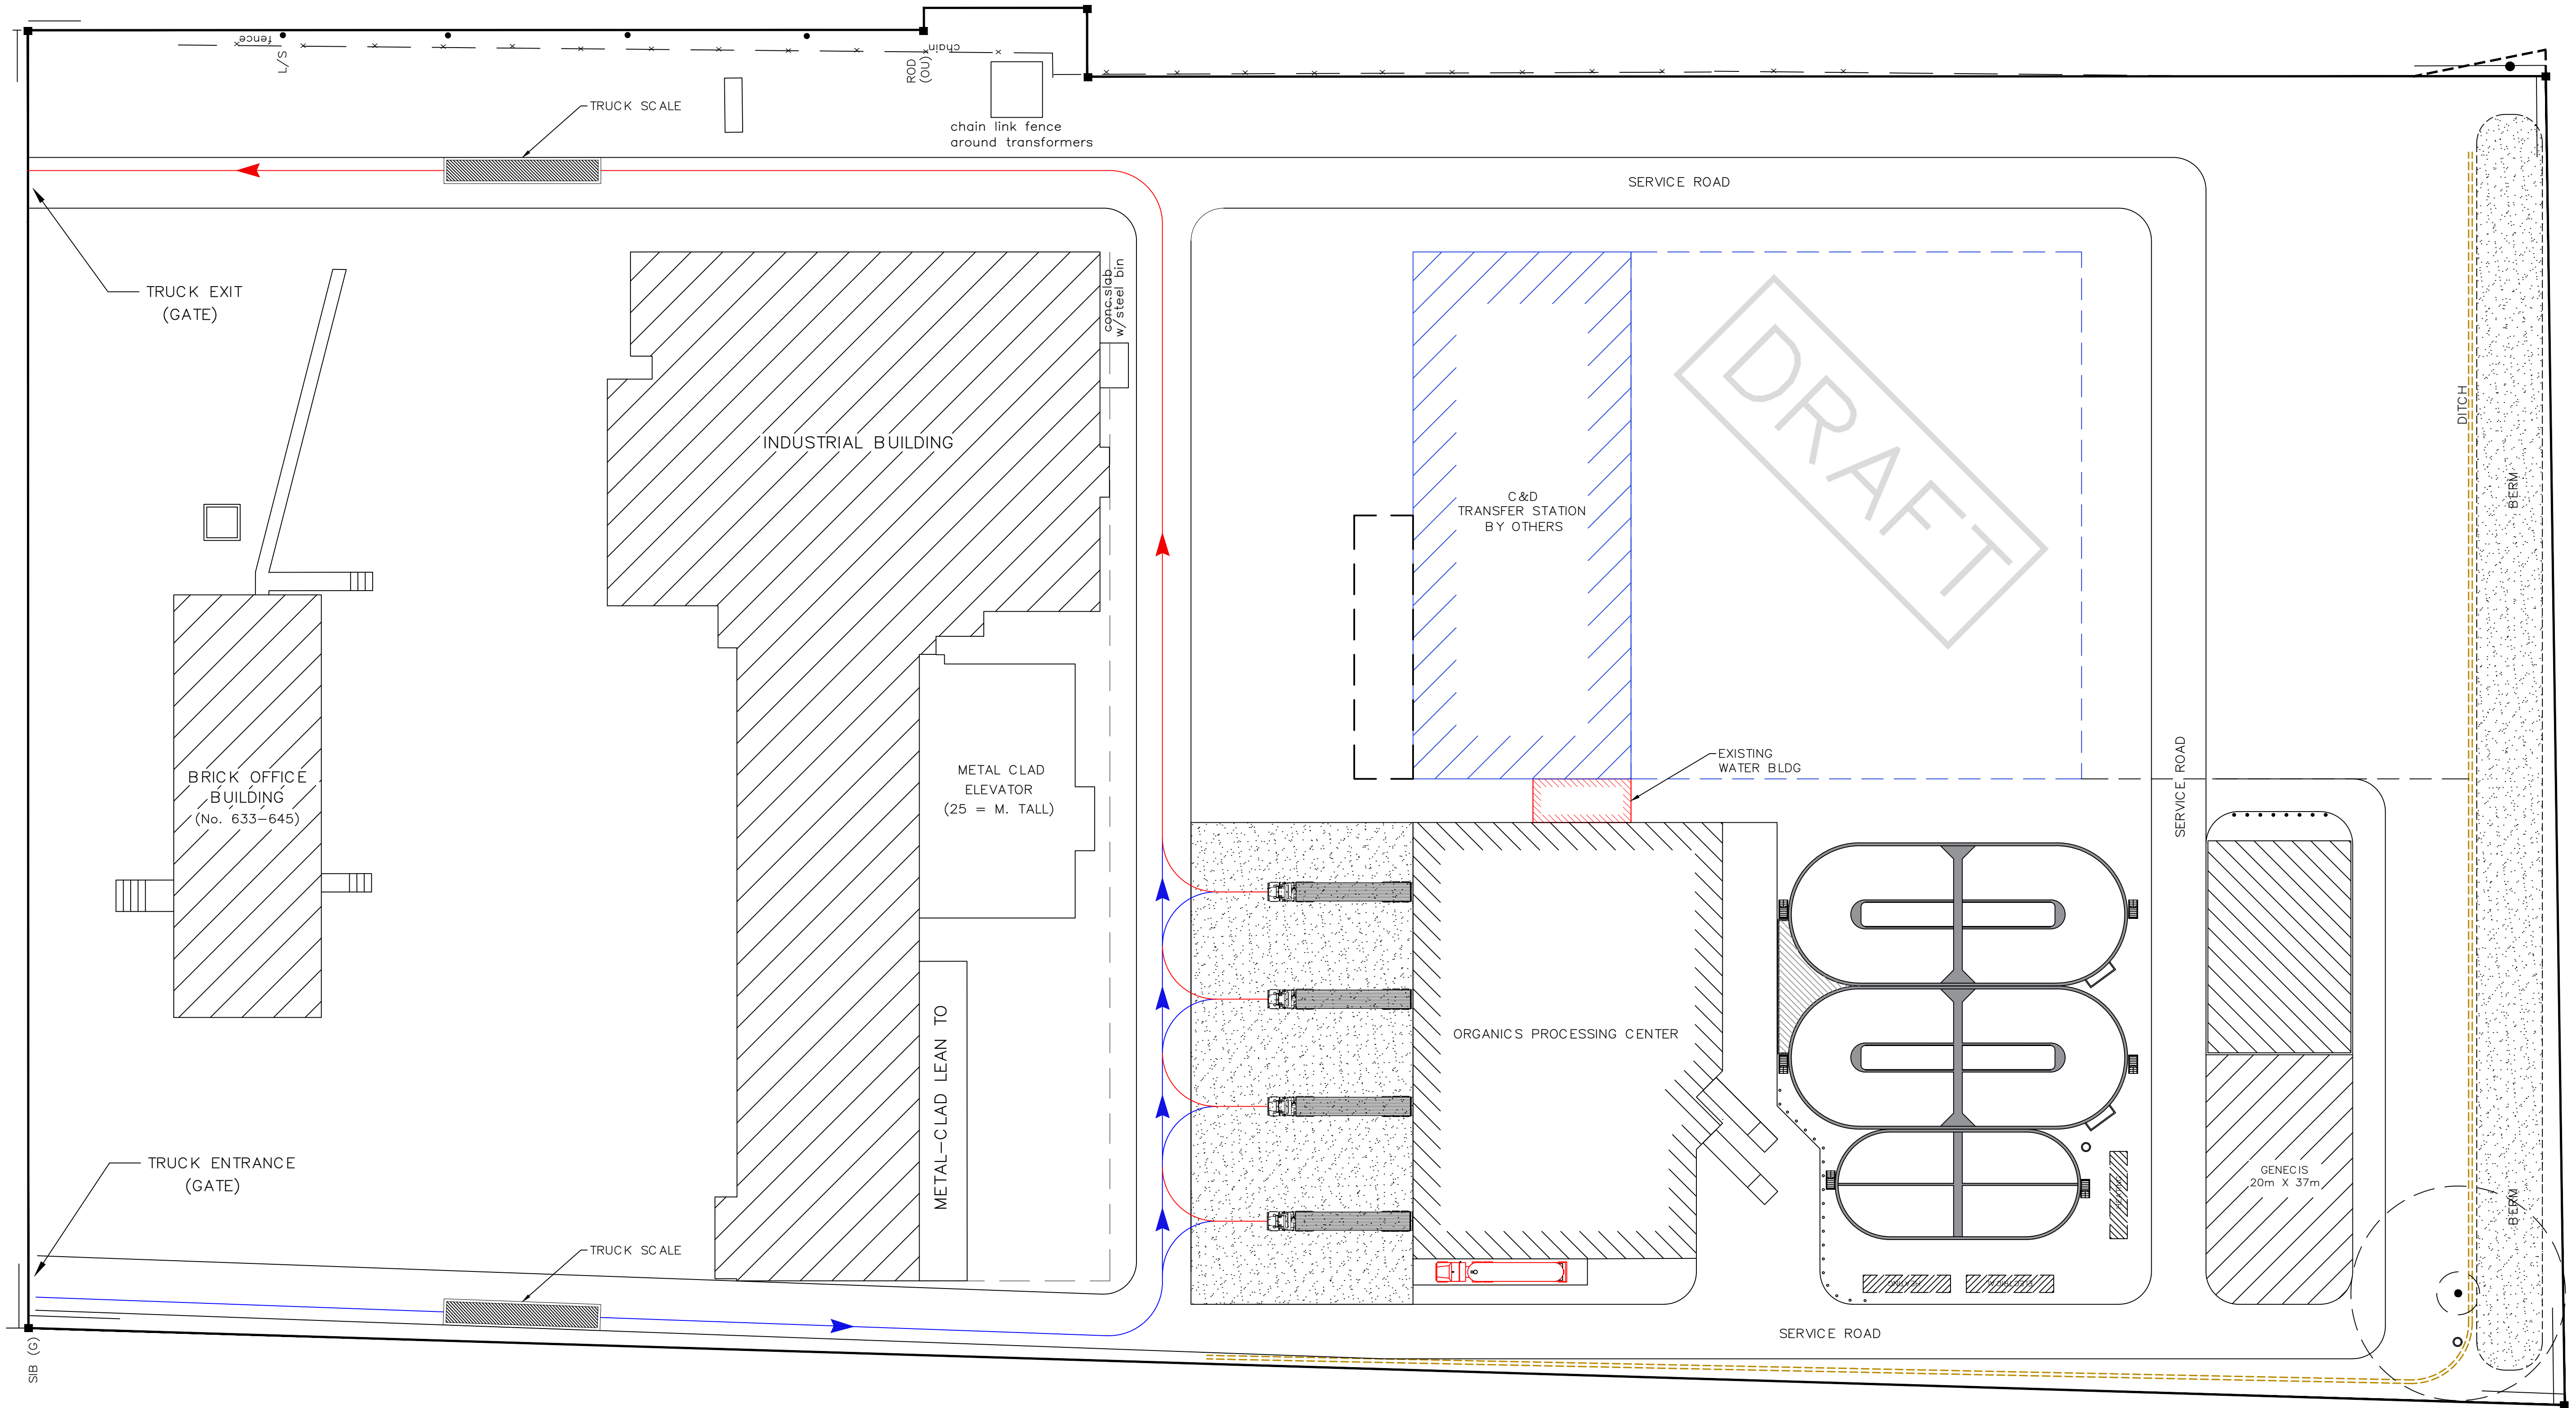 fence
L/S
chain
ROD
(OU)
TRUCK SCALE
chain link fence
around transformers
SERVICE ROAD
TRUCK EXIT
(GATE)
conc.slab
w/steel bin
DRAFT
DITCH
INDUSTRIAL BUILDING
BERM
C&D
TRANSFER STATION
BY OTHERS
EXISTING
WATER BLDG
SERVICE ROAD
BRICK OFFICE
BUILDING
(No. 633-645)
METAL CLAD
ELEVATOR
(25 = M. TALL)
ORGANICS PROCESSING CENTER
METAL-CLAD LEAN TO
TRUCK ENTRANCE
(GATE)
GENECIS
20m X 37m
BERM
TRUCK SCALE
HEATING
ELECTRICAL
SERVICE ROAD
SIB (G)